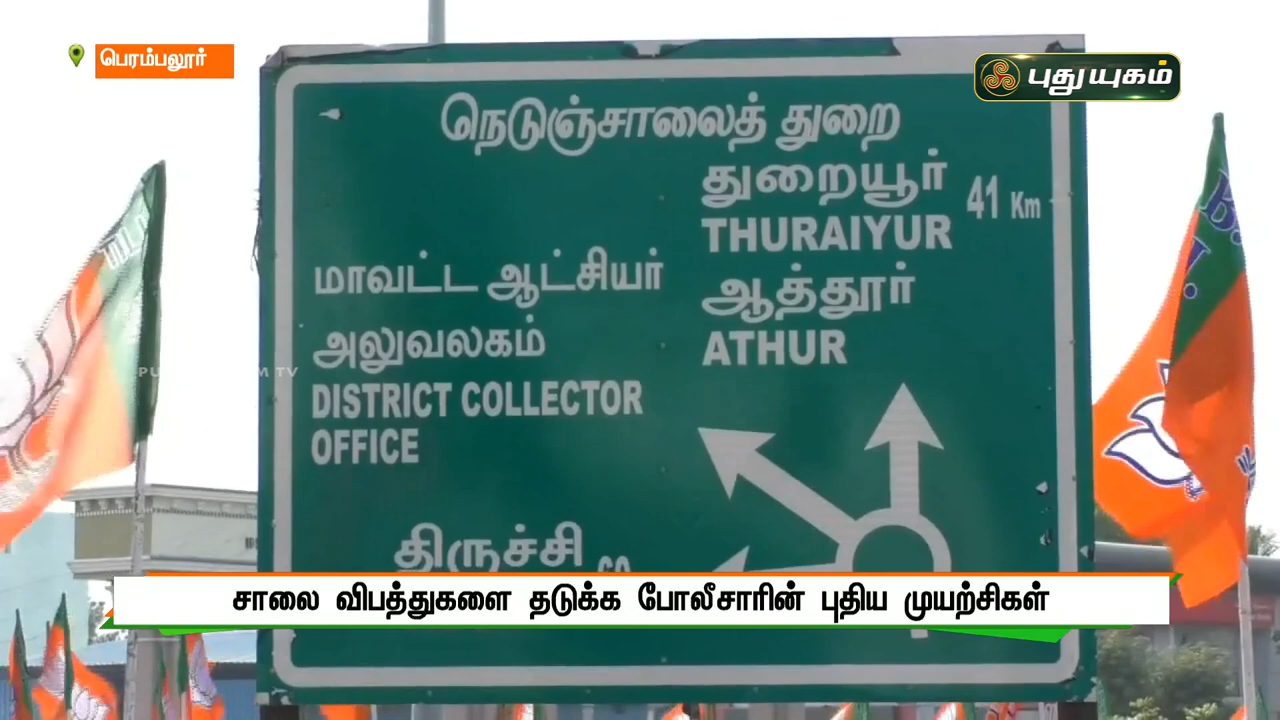 பெரம்பலூர்
புதுயுகம்
நெடுஞ்சாலைத் துறை
துறையூர் 41 Km
THURAIYUR
மாவட்ட ஆட்சியர்
அலுவலகம்
DISTRICT COLLECTOR
OFFICE
ஆத்தூர்
ATHUR
திருச்சி
சாலை விபத்துகளை தடுக்க போலீசாரின் புதிய முயற்சிகள்